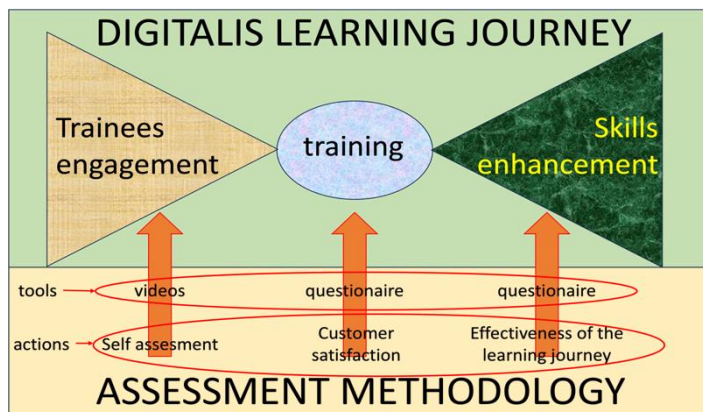 DIGITALIS LEARNING JOURNEY
Trainees
engagement
training
Skills
enhancement
tools
videos
questionaire
questionaire
actions
Self assesment
Customer
satisfaction
Effectiveness of the
learning journey
ASSESSMENT METHODOLOGY